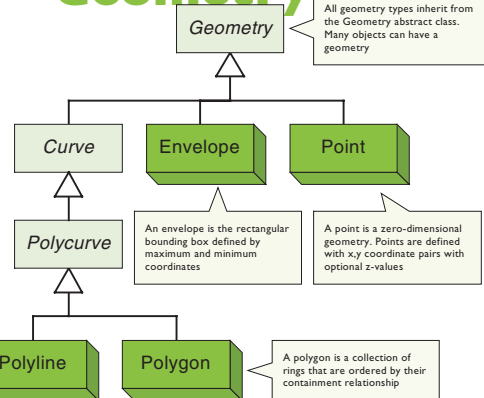 Geometry
All geometry types inherit from
the Geometry abstract class.
Many objects can have a
geometry
Geometry
Curve
Envelope
Point
An envelope is the rectangular
bounding box defined by
maximum and minimum
coordinates
A point is a zero-dimensional
geometry. Points are defined
with x,y coordinate pairs with
optional z-values
Polycurve
Polyline
Polygon
A polygon is a collection of
rings that are ordered by their
containment relationship